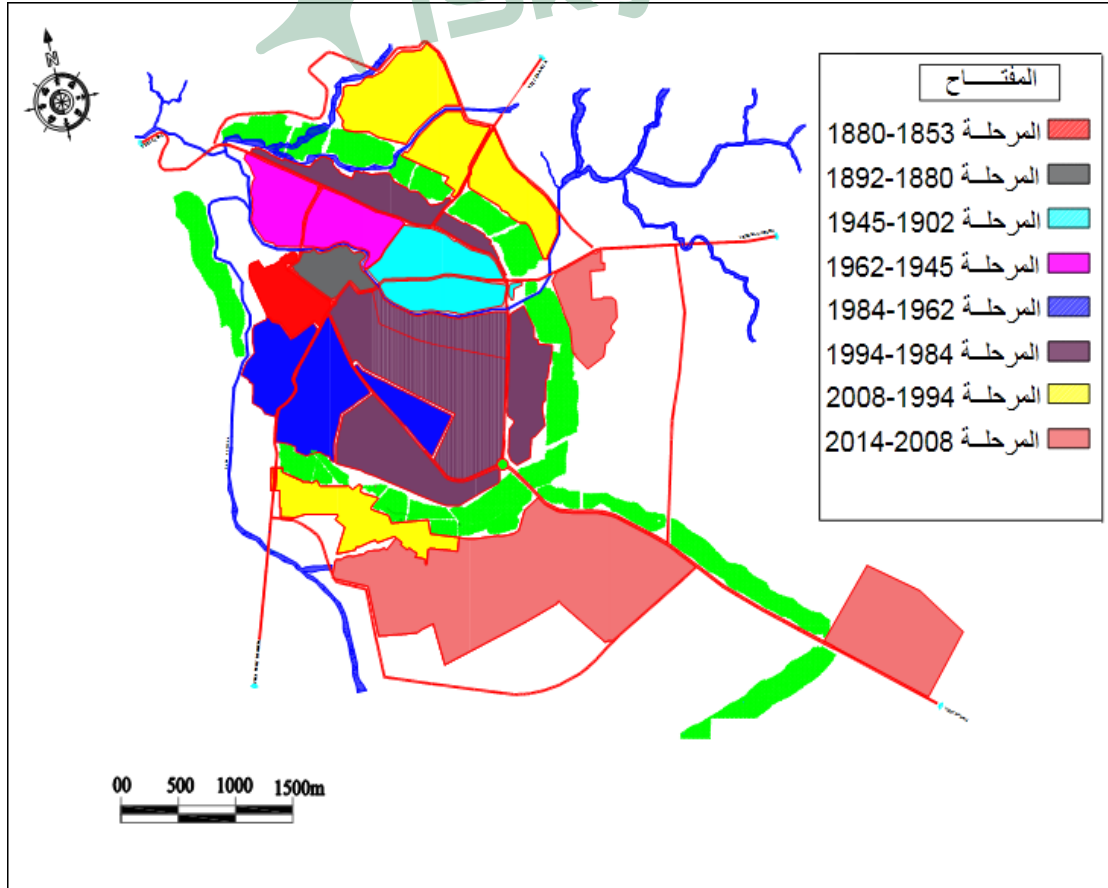 N
المفتـــــاح
المرحلــة 1853-1880
المرحلــة 1880-1892
المرحلــة 1902-1945
المرحلــة 1945-1962
المرحلــة 1962-1984
المرحلــة 1984-1994
المرحلــة 1994-2008
المرحلــة 2008-2014
00 500 1000 1500m